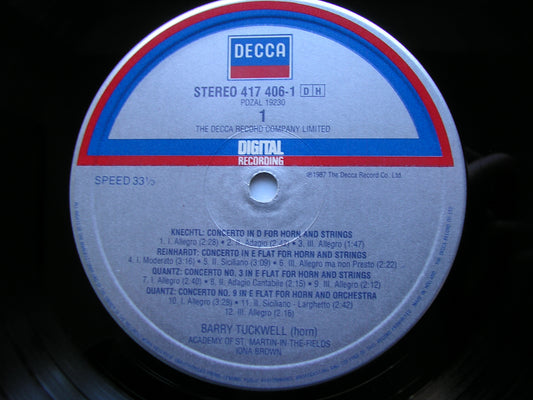 DECCA
STEREO 417 406-1 DH
PDZAL 19230
1
THE DECCA RECORD COMPANY LIMITED
DIGITAL
RECORDING
SPEED 33⅓
℗1987 The Decca Record Co. Ltd.
KNECHTL: CONCERTO IN D FOR HORN AND STRINGS
1. I. Allegro (2:28) • 2. II. Adagio (2:42) • 3. III. Allegro (1:47)
REINHARDT: CONCERTO IN E FLAT FOR HORN AND STRINGS
4. I. Moderato (3:16) • 5. II. Siciliano (3:09) • 6. III. Allegro ma non Presto (2:22)
QUANTZ: CONCERTO NO. 3 IN E FLAT FOR HORN AND STRINGS
7. I. Allegro (2:40) • 8. II. Adagio Cantabile (2:15) • 9. III. Allegro (2:12)
QUANTZ: CONCERTO NO. 9 IN E FLAT FOR HORN AND ORCHESTRA
10. I. Allegro (3:28) • 11. II. Siciliano - Larghetto (2:42)
12. III. Allegro (2:16)
BARRY TUCKWELL (horn)
ACADEMY OF ST. MARTIN-IN-THE-FIELDS
IONA BROWN